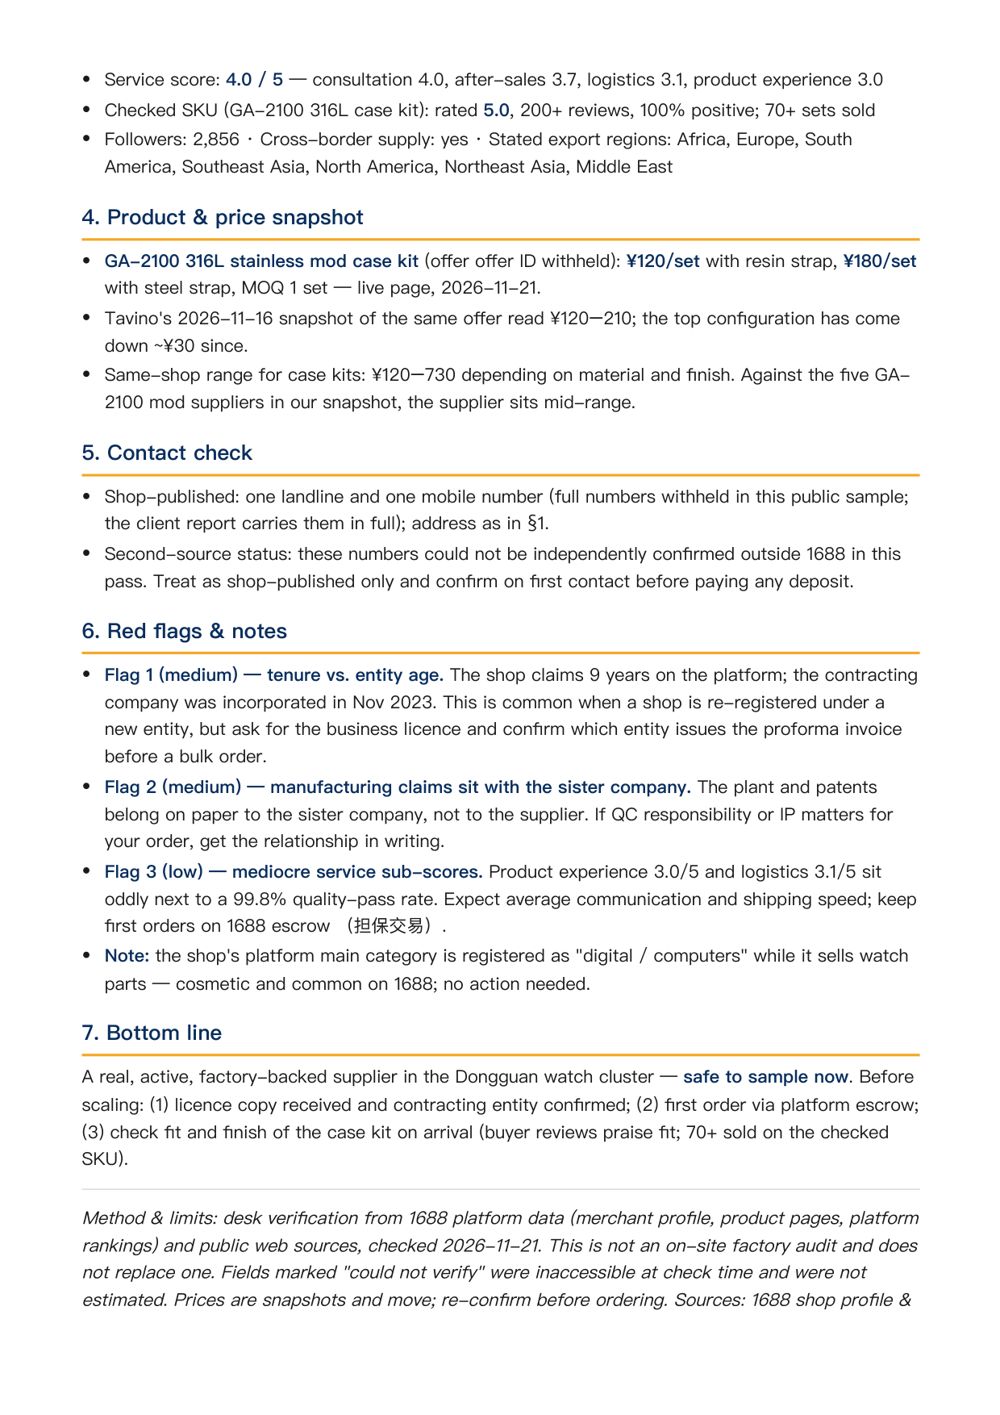 • Service score: 4.0 / 5 — consultation 4.0, after-sales 3.7, logistics 3.1, product experience 3.0
• Checked SKU (GA-2100 316L case kit): rated 5.0, 200+ reviews, 100% positive; 70+ sets sold
• Followers: 2,856 · Cross-border supply: yes · Stated export regions: Africa, Europe, South
America, Southeast Asia, North America, Northeast Asia, Middle East
4. Product & price snapshot
• GA-2100 316L stainless mod case kit (offer offer ID withheld): ¥120/set with resin strap, ¥180/set
with steel strap, MOQ 1 set — live page, 2026-11-21.
• Tavino's 2026-11-16 snapshot of the same offer read ¥120–210; the top configuration has come
down ~¥30 since.
• Same-shop range for case kits: ¥120–730 depending on material and finish. Against the five GA-
2100 mod suppliers in our snapshot, the supplier sits mid-range.
5. Contact check
• Shop-published: one landline and one mobile number (full numbers withheld in this public sample;
the client report carries them in full); address as in §1.
• Second-source status: these numbers could not be independently confirmed outside 1688 in this
pass. Treat as shop-published only and confirm on first contact before paying any deposit.
6. Red flags & notes
• Flag 1 (medium) — tenure vs. entity age. The shop claims 9 years on the platform; the contracting
company was incorporated in Nov 2023. This is common when a shop is re-registered under a
new entity, but ask for the business licence and confirm which entity issues the proforma invoice
before a bulk order.
• Flag 2 (medium) — manufacturing claims sit with the sister company. The plant and patents
belong on paper to the sister company, not to the supplier. If QC responsibility or IP matters for
your order, get the relationship in writing.
• Flag 3 (low) — mediocre service sub-scores. Product experience 3.0/5 and logistics 3.1/5 sit
oddly next to a 99.8% quality-pass rate. Expect average communication and shipping speed; keep
first orders on 1688 escrow （担保交易）.
• Note: the shop's platform main category is registered as "digital / computers" while it sells watch
parts — cosmetic and common on 1688; no action needed.
7. Bottom line
A real, active, factory-backed supplier in the Dongguan watch cluster — safe to sample now. Before
scaling: (1) licence copy received and contracting entity confirmed; (2) first order via platform escrow;
(3) check fit and finish of the case kit on arrival (buyer reviews praise fit; 70+ sold on the checked
SKU).
Method & limits: desk verification from 1688 platform data (merchant profile, product pages, platform
rankings) and public web sources, checked 2026-11-21. This is not an on-site factory audit and does
not replace one. Fields marked "could not verify" were inaccessible at check time and were not
estimated. Prices are snapshots and move; re-confirm before ordering. Sources: 1688 shop profile &